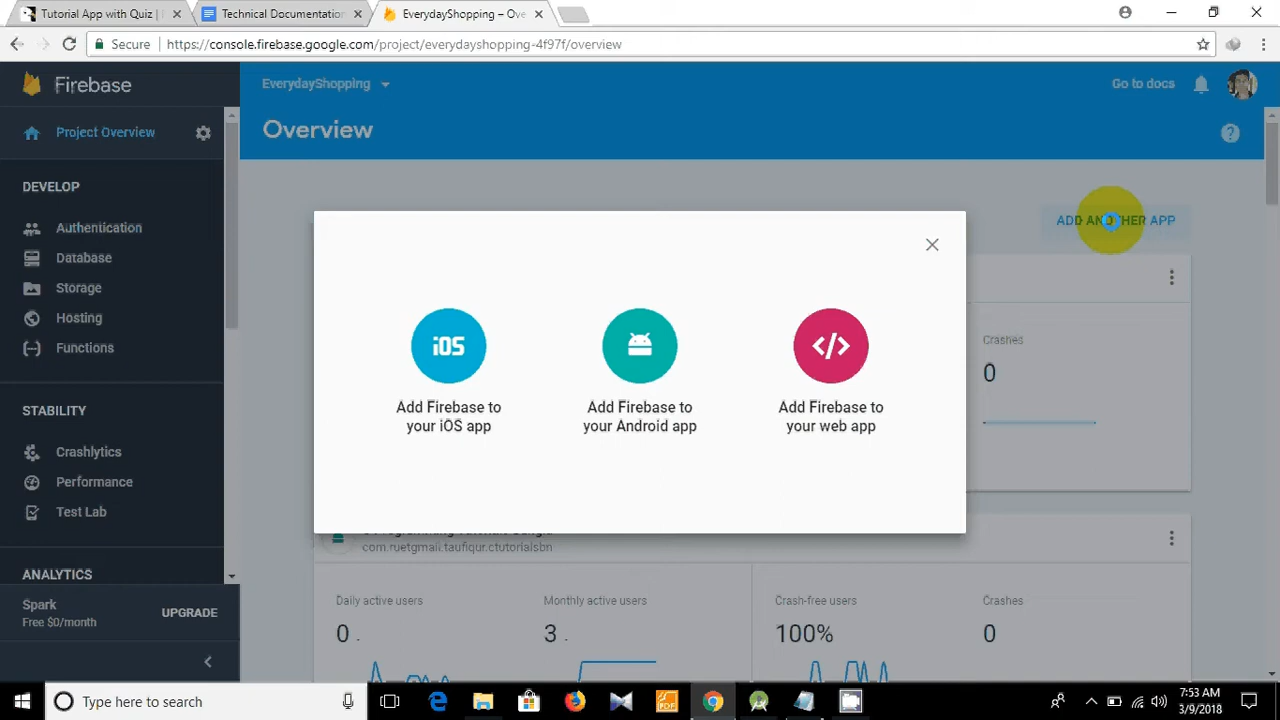 Tutorial App with Quiz |
Technical Documentation
EverydayShopping – Ove
Secure
https://console.firebase.google.com/project/everydayshopping-4f97f/overview
Firebase
EverydayShopping
Go to docs
Project Overview
Overview
DEVELOP
Authentication
Database
Storage
Hosting
Functions
STABILITY
Crashlytics
Performance
Test Lab
ANALYTICS
Spark
Free $0/month
UPGRADE
ADD ANOTHER APP
iOS
Add Firebase to
your iOS app
Add Firebase to
your Android app
</>
Add Firebase to
your web app
Crashes
0
com.ruetgmail.taufiqur.ctutorialsbn
Daily active users
0 -
Monthly active users
3 -
Crash-free users
100%
Crashes
0
Type here to search
PDF
7:53 AM
3/9/2018